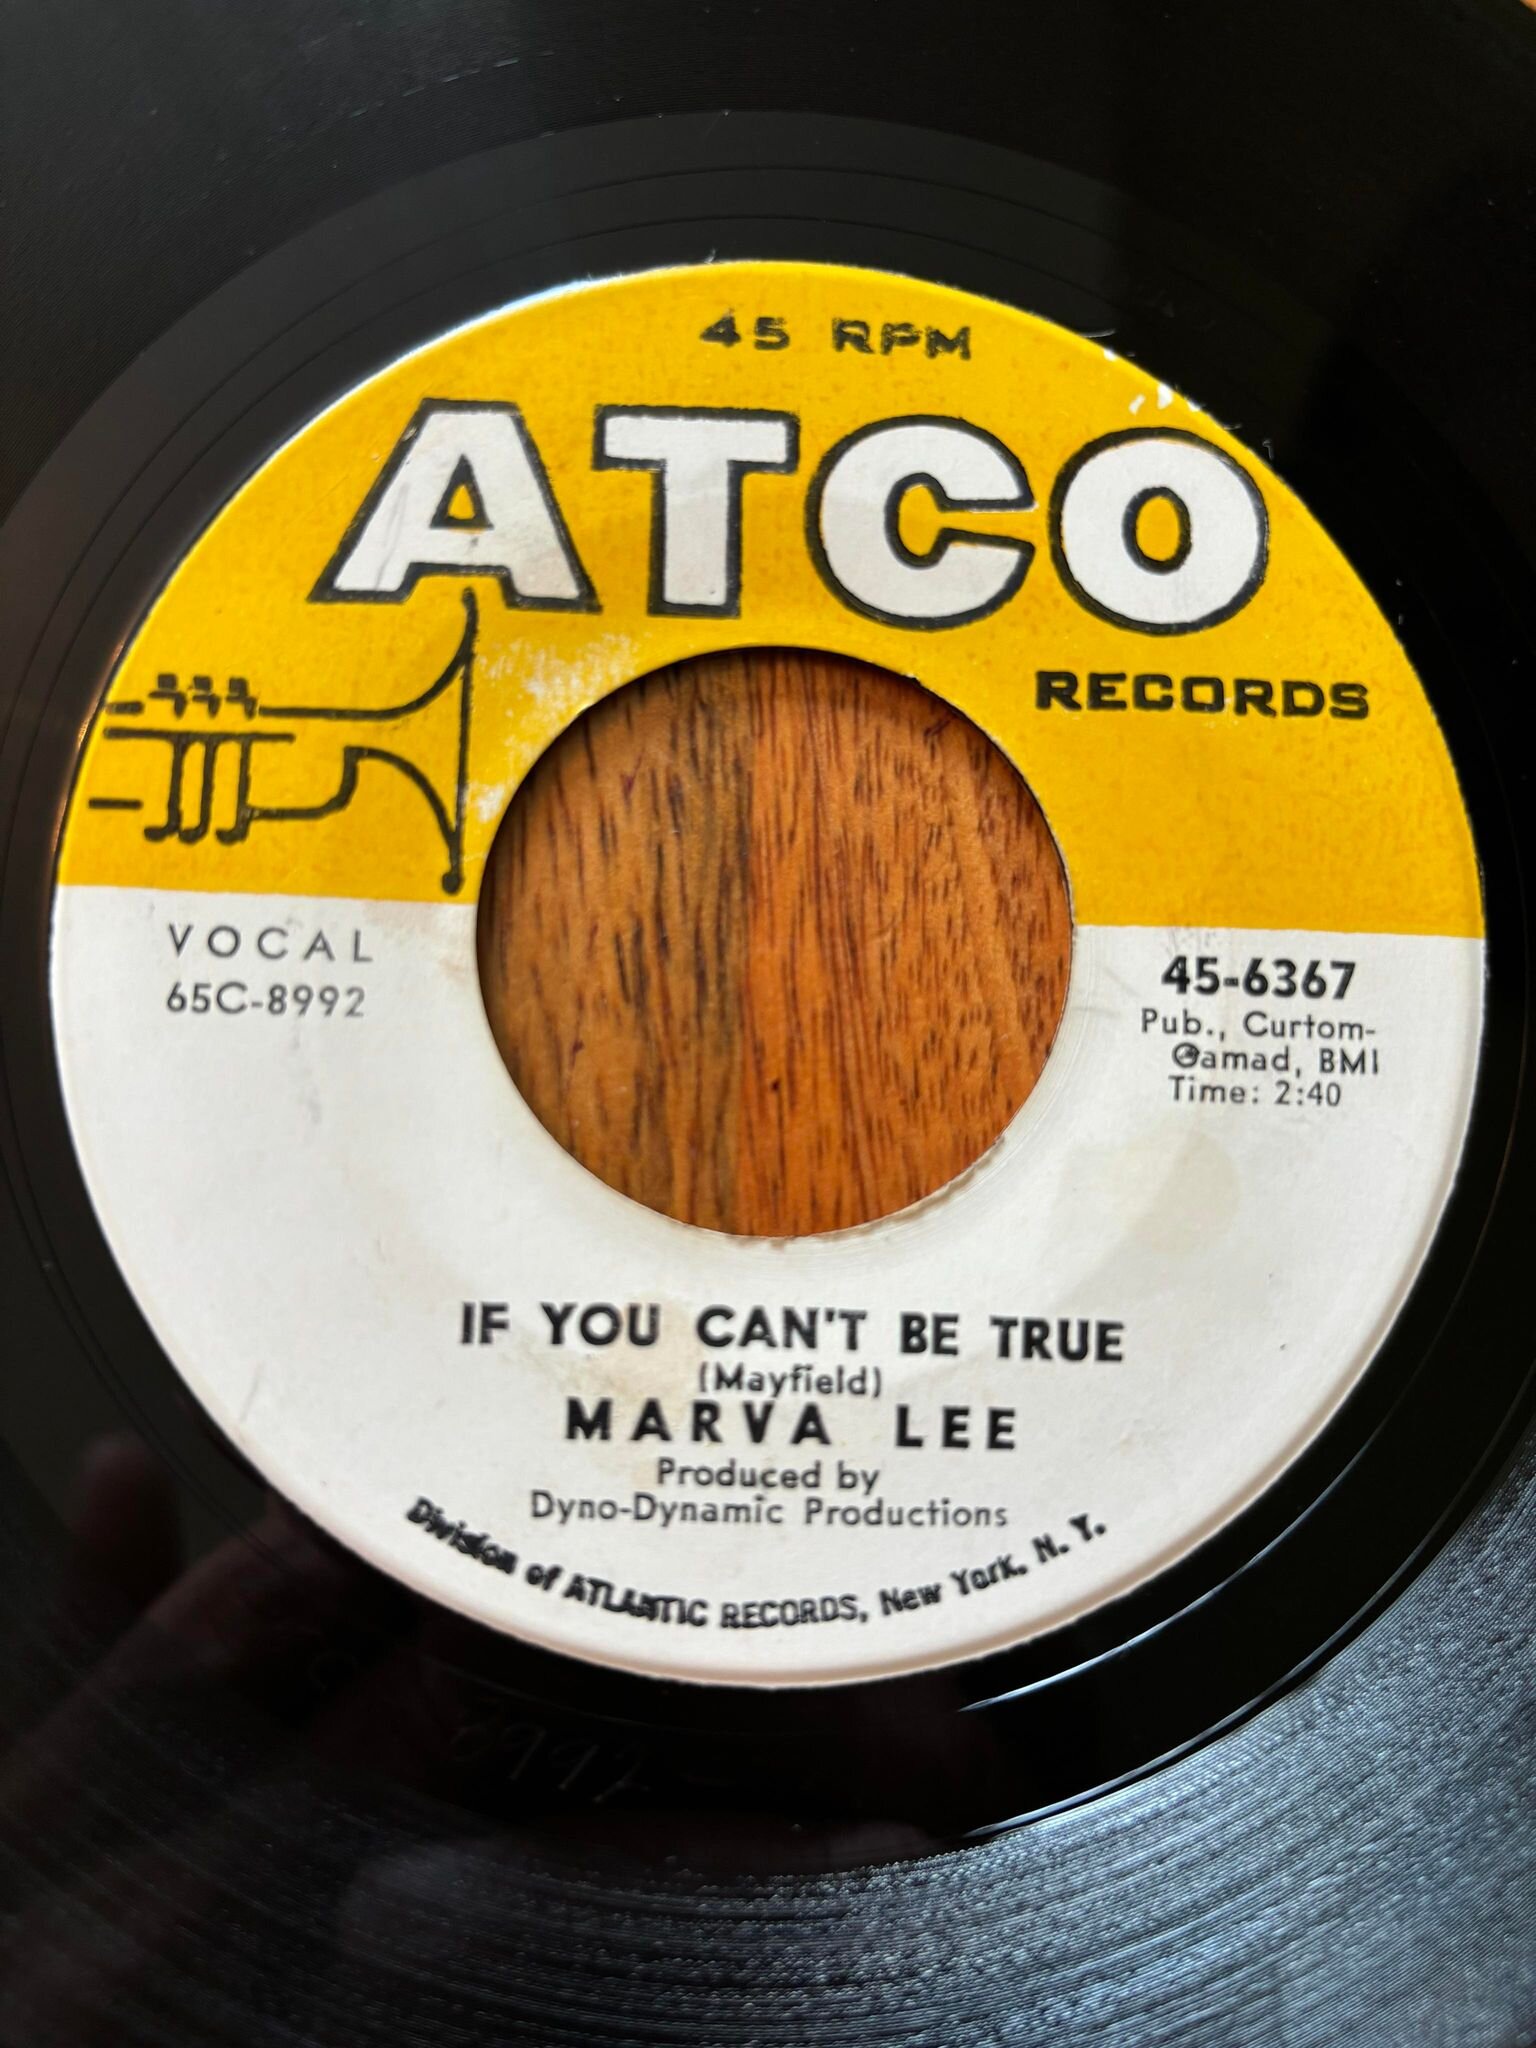 45 RPM
ATCO
RECORDS
VOCAL
65C-8992
45-6367
Pub., Curtom-
Camad, BMI
Time: 2:40
IF YOU CAN'T BE TRUE
(Mayfield)
MARVA LEE
Produced by
Dyno-Dynamic Productions
Division of ATLANTIC RECORDS, New York, N. Y.